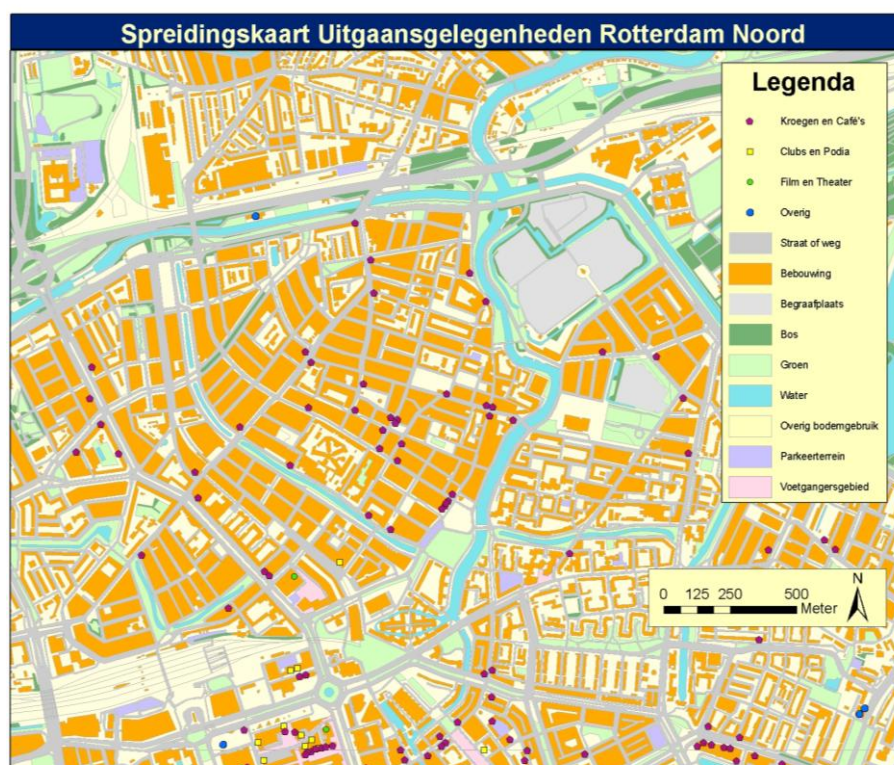 Spreidingskaart Uitgaansgelegenheden Rotterdam Noord
Legenda
Kroegen en Café's
Clubs en Podia
Film en Theater
Overig
Straat of weg
Bebouwing
Begraafplaats
Bos
Groen
Water
Overig bodemgebruik
Parkeerterrein
Voetgangersgebied
0 125 250 500
Meter
N